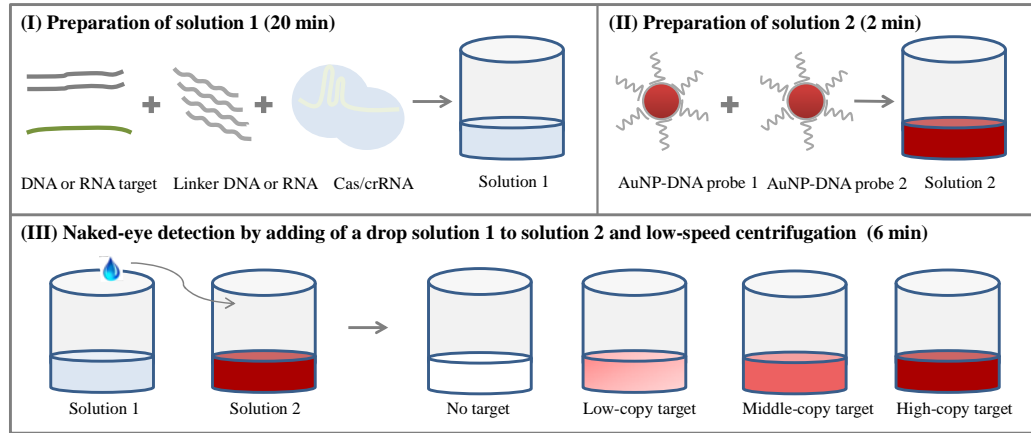 (I) Preparation of solution 1 (20 min)
DNA or RNA target
Linker DNA or RNA
Cas/crRNA
Solution 1
(II) Preparation of solution 2 (2 min)
AuNP-DNA probe 1
AuNP-DNA probe 2
Solution 2
(III) Naked-eye detection by adding of a drop solution 1 to solution 2 and low-speed centrifugation (6 min)
Solution 1
Solution 2
No target
Low-copy target
Middle-copy target
High-copy target